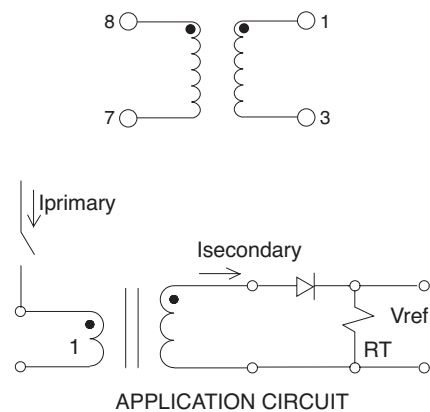 8
1
7
3
Iprimary
Isecondary
1
Vref
RT
APPLICATION CIRCUIT